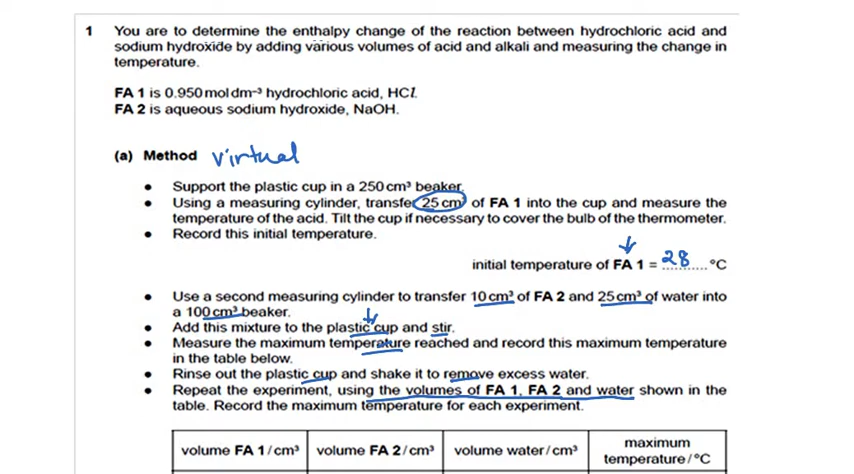 1 You are to determine the enthalpy change of the reaction between hydrochloric acid and
sodium hydroxide by adding various volumes of acid and alkali and measuring the change in
temperature.
FA 1 is 0.950 mol dm⁻³ hydrochloric acid, HCl.
FA 2 is aqueous sodium hydroxide, NaOH.
(a) Method virtual
• Support the plastic cup in a 250 cm³ beaker.
• Using a measuring cylinder, transfer 25 cm³ of FA 1 into the cup and measure the
temperature of the acid. Tilt the cup if necessary to cover the bulb of the thermometer.
• Record this initial temperature.
initial temperature of FA 1 = 28 °C
• Use a second measuring cylinder to transfer 10 cm³ of FA 2 and 25 cm³ of water into
a 100 cm³ beaker.
• Add this mixture to the plastic cup and stir.
• Measure the maximum temperature reached and record this maximum temperature
in the table below.
• Rinse out the plastic cup and shake it to remove excess water.
• Repeat the experiment, using the volumes of FA 1, FA 2 and water shown in the
table. Record the maximum temperature for each experiment.
volume FA 1 / cm³ volume FA 2 / cm³ volume water / cm³ maximum
temperature / °C